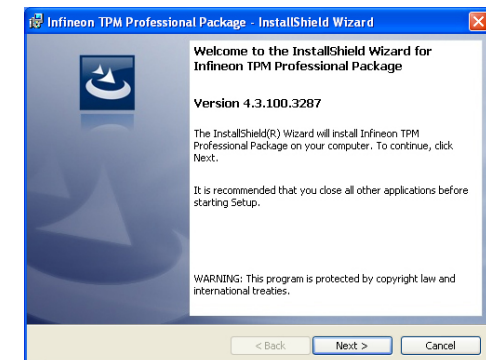 Infineon TPM Professional Package - InstallShield Wizard
Welcome to the InstallShield Wizard for
Infineon TPM Professional Package
Version 4.3.100.3287
The InstallShield(R) Wizard will install Infineon TPM
Professional Package on your computer. To continue, click
Next.
It is recommended that you close all other applications before
starting Setup.
WARNING: This program is protected by copyright law and
international treaties.
< Back Next > Cancel